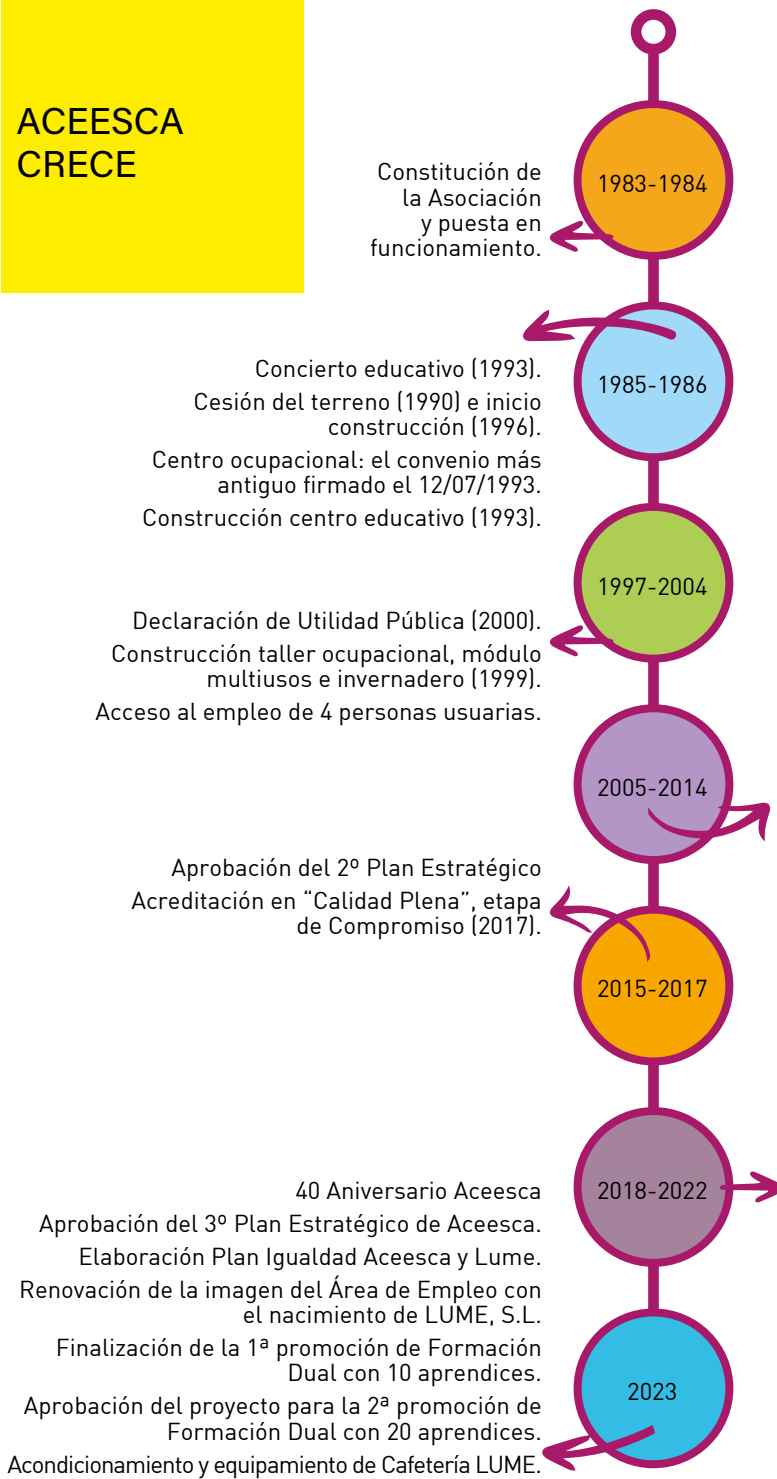 ACEESCA
CRECE
1983-1984
Constitución de
la Asociación
y puesta en
funcionamiento.
1985-1986
Concierto educativo (1993).
Cesión del terreno (1990) e inicio
construcción (1996).
Centro ocupacional: el convenio más
antiguo firmado el 12/07/1993.
Construcción centro educativo (1993).
1997-2004
Declaración de Utilidad Pública (2000).
Construcción taller ocupacional, módulo
multiusos e invernadero (1999).
Acceso al empleo de 4 personas usuarias.
2005-2014
Aprobación del 2º Plan Estratégico
Acreditación en “Calidad Plena”, etapa
de Compromiso (2017).
2015-2017
2018-2022
40 Aniversario Aceesca
Aprobación del 3º Plan Estratégico de Aceesca.
Elaboración Plan Igualdad Aceesca y Lume.
Renovación de la imagen del Área de Empleo con
el nacimiento de LUME, S.L.
Finalización de la 1ª promoción de Formación
Dual con 10 aprendices.
Aprobación del proyecto para la 2ª promoción de
Formación Dual con 20 aprendices.
Acondicionamiento y equipamiento de Cafetería LUME.
2023